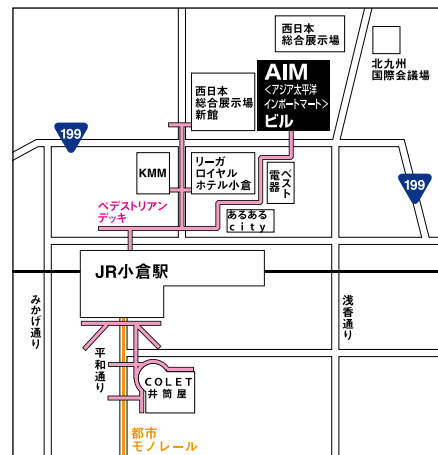 西日本
総合展示場
北九州
国際会議場
AIM
<アジア太平洋
インポートマート>
ビル
西日本
総合展示場
新館
199
KMM
リーガ
ロイヤル
ホテル小倉
ベスト
電器
199
ペデストリアン
デッキ
あるある
city
JR小倉駅
みかげ通り
浅香通り
平和通り
COLET
井筒屋
都市
モノレール